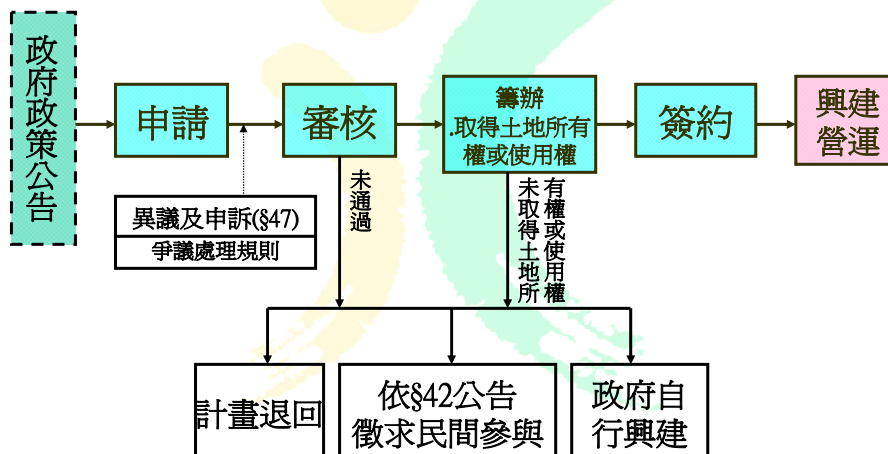 政府政策公告
申請
審核
籌辦
.取得土地所有
權或使用權
簽約
興建
營運
異議及申訴(§47)
爭議處理規則
未通過
未取得土地所
有權或使用權
計畫退回
依§42公告
徵求民間參與
政府自
行興建